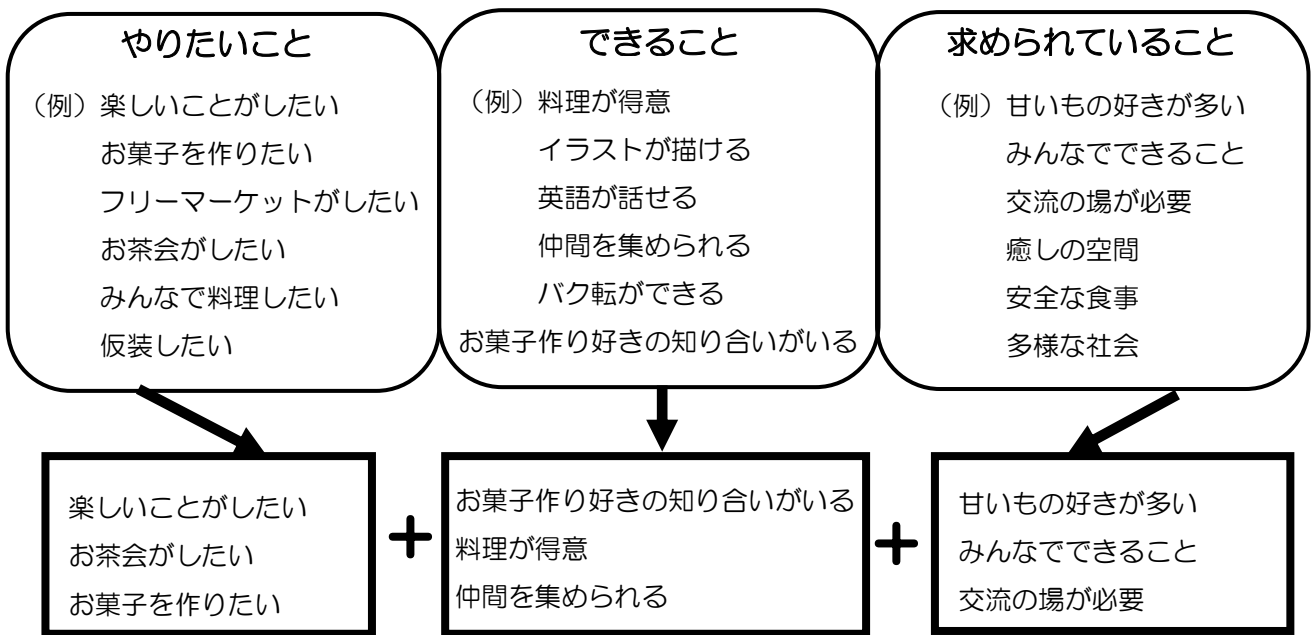 やりたいこと
（例）楽しいことがしたい
お菓子を作りたい
フリーマーケットがしたい
お茶会がしたい
みんなで料理したい
仮装したい
できること
（例）料理が得意
イラストが描ける
英語が話せる
仲間を集められる
バク転ができる
お菓子作り好きの知り合いがいる
求められていること
（例）甘いもの好きが多い
みんなでできること
交流の場が必要
癒しの空間
安全な食事
多様な社会
楽しいことがしたい
お茶会がしたい
お菓子を作りたい
+
お菓子作り好きの知り合いがいる
料理が得意
仲間を集められる
+
甘いもの好きが多い
みんなでできること
交流の場が必要